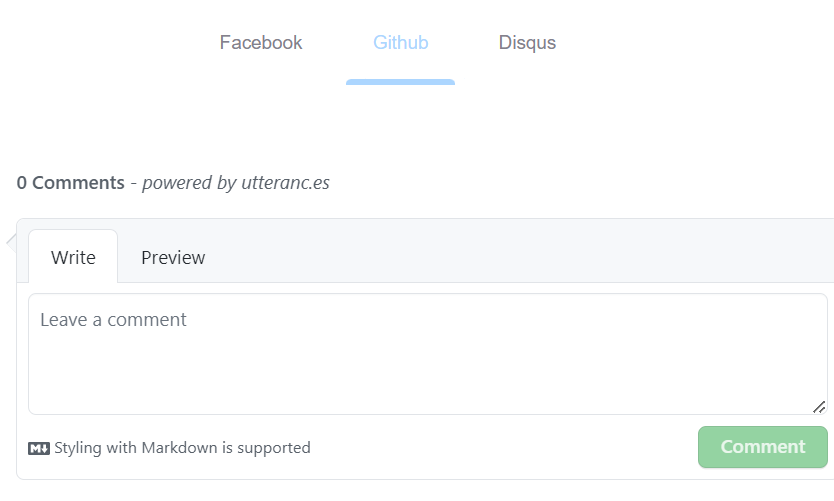 Facebook Github Disqus
0 Comments - powered by utteranc.es
Write Preview
Leave a comment
Styling with Markdown is supported Comment